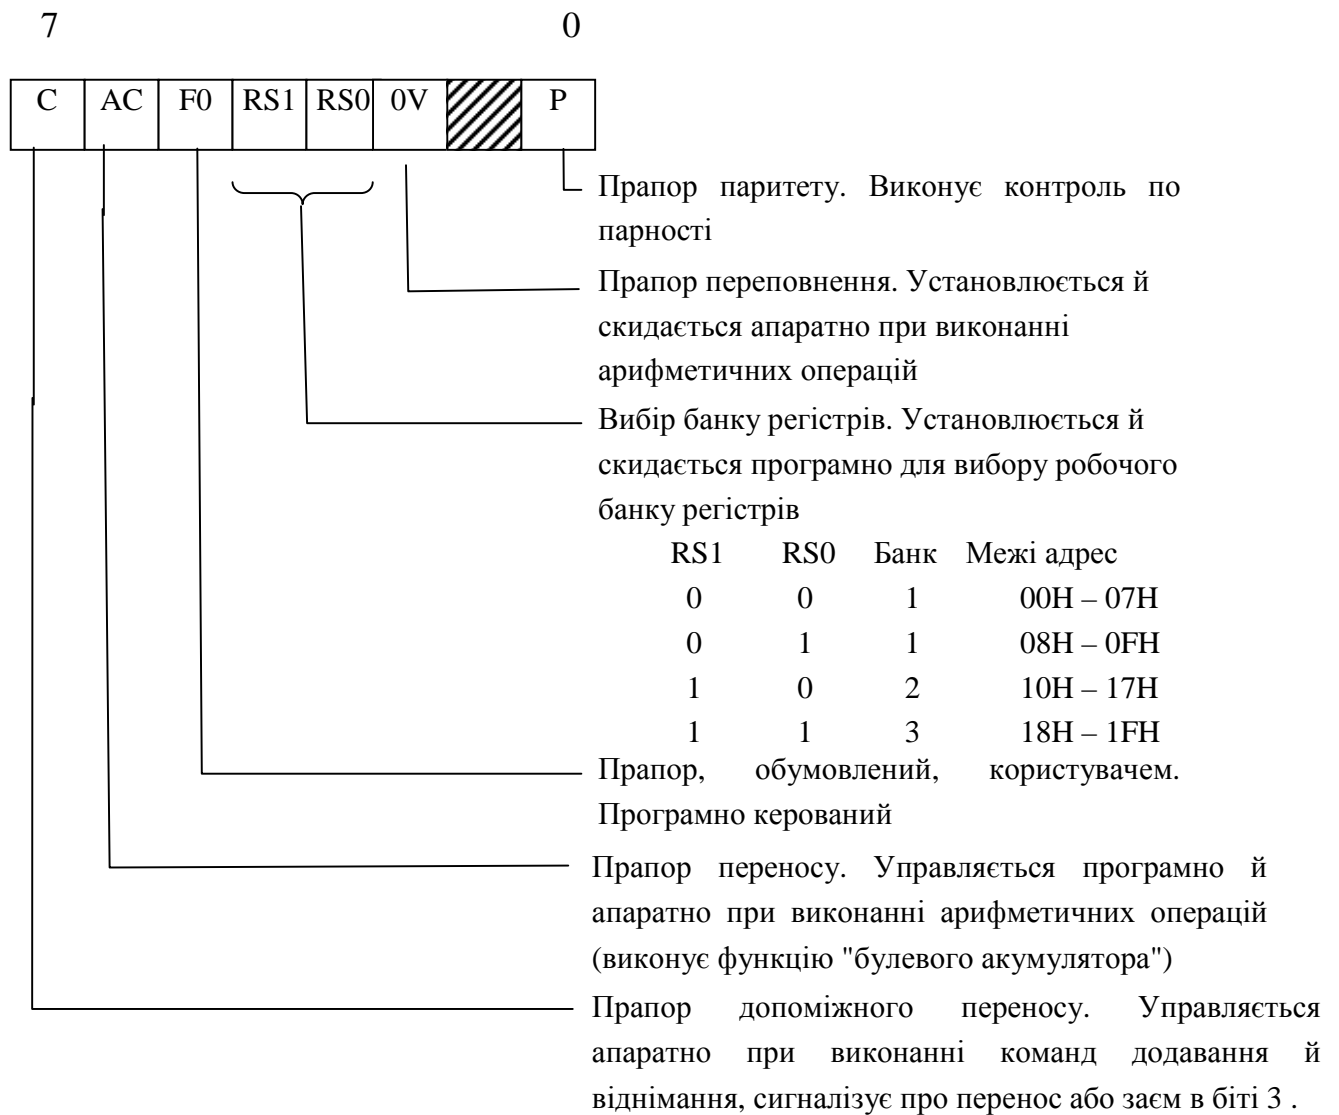 7 0
C AC F0 RS1 RS0 0V P
Прапор паритету. Виконує контроль по
парності
Прапор переповнення. Установлюється й
скидається апаратно при виконанні
арифметичних операцій
Вибір банку регістрів. Установлюється й
скидається програмно для вибору робочого
банку регістрів
RS1 RS0 Банк Межі адрес
0 0 1 00H – 07H
0 1 1 08H – 0FH
1 0 2 10H – 17H
1 1 3 18H – 1FH
Прапор, обумовлений, користувачем.
Програмно керований
Прапор переносу. Управляється програмно й
апаратно при виконанні арифметичних операцій
(виконує функцію "булевого акумулятора")
Прапор допоміжного переносу. Управляється
апаратно при виконанні команд додавання й
віднімання, сигналізує про перенос або заєм в біті 3 .